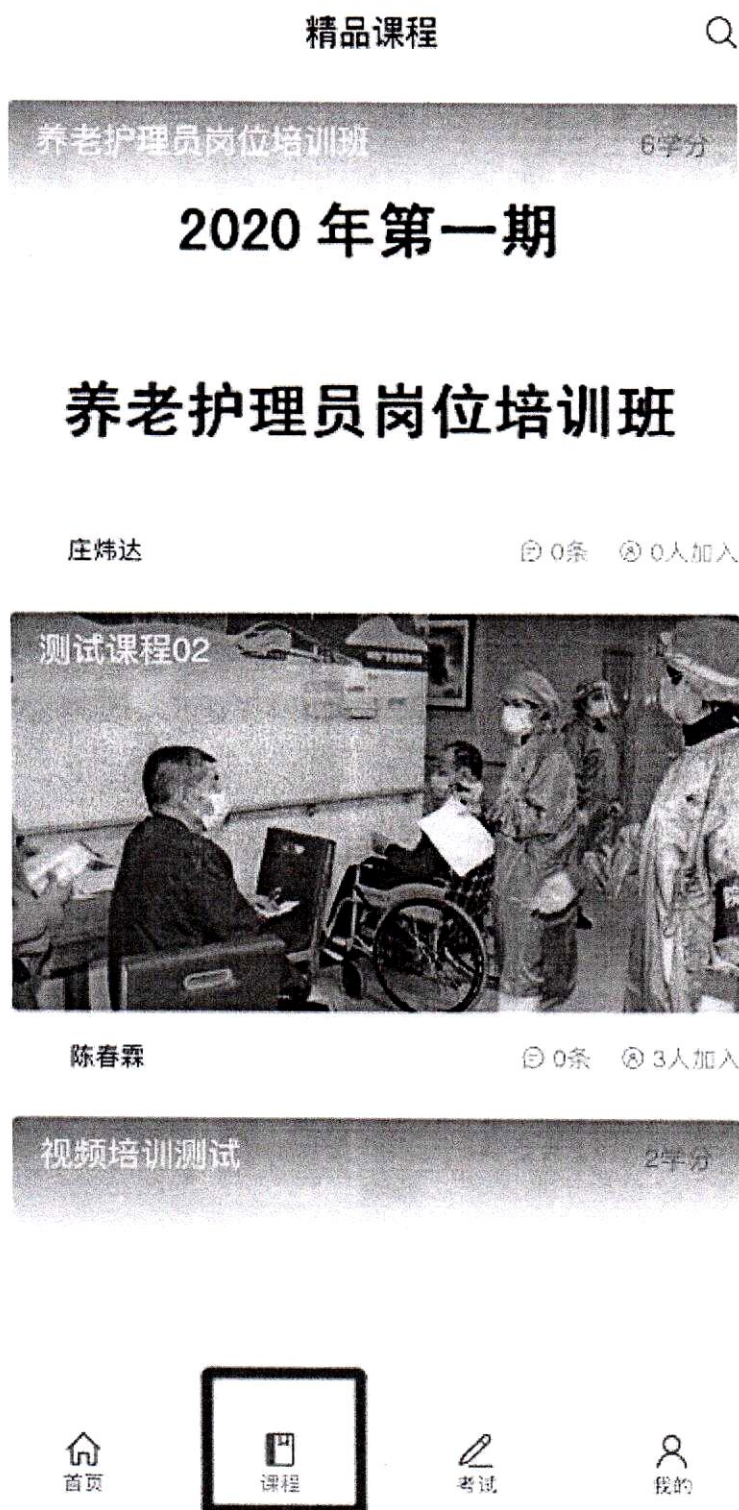 精品课程
养老护理员岗位培训班 6学分
2020 年第一期
养老护理员岗位培训班
庄炜达 0条 0人加入
测试课程02
陈春霖 0条 3人加入
视频培训测试 2学分
首页 课程 考试 我的